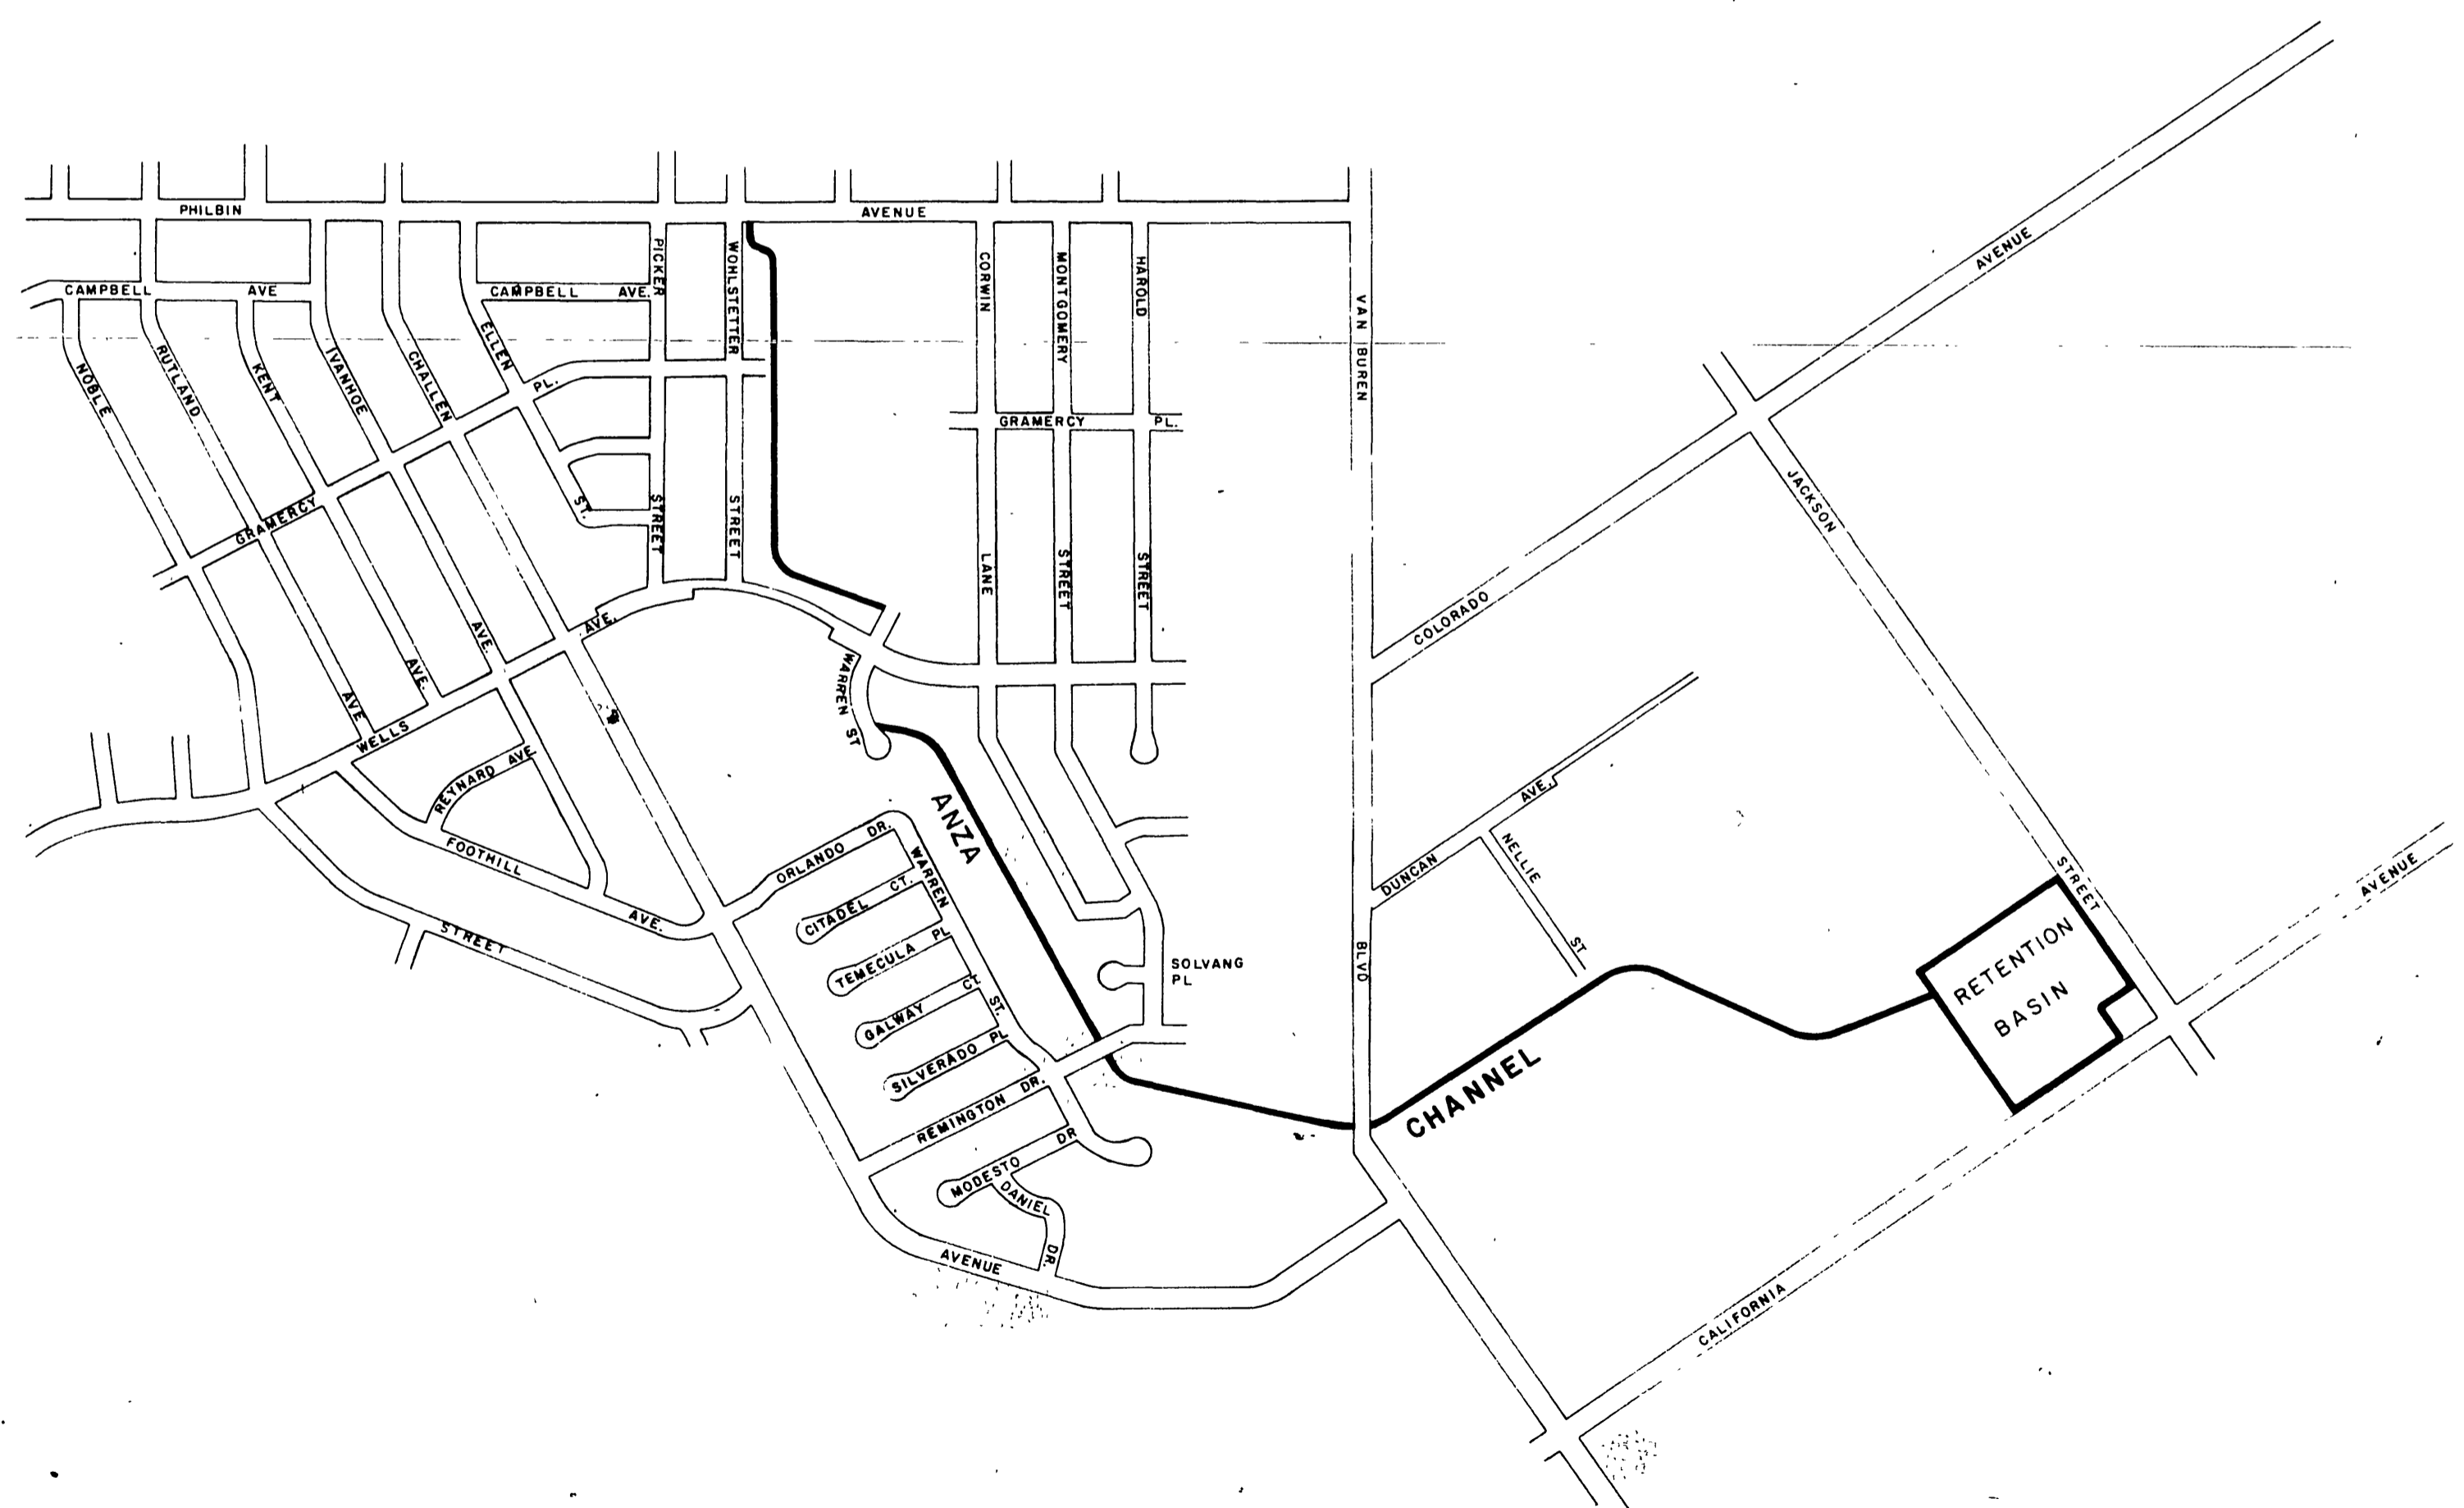 PHILBIN
AVENUE
CAMPBELL
AVE
CAMPBELL
AVE.
PICKER
STREET
WOHLSTETTER
STREET
CORWIN
LANE
MONTGOMERY
STREET
HAROLD
STREET
VAN BUREN
BLVD
AVENUE
NOBLE
RUTLAND
AVE
KENT
AVE.
IVANHOE
AVE.
CHALLEN
ELLEN
ST.
PL.
GRAMERCY
GRAMERCY
PL.
JACKSON
STREET
COLORADO
AVE.
WELLS
WARREN ST
REYNARD AVE
FOOTHILL
AVE.
STREET
ANZA
ORLANDO
DR.
WARREN
ST.
CITADEL
CT.
TEMECULA
PL
GALWAY
CT
SILVERADO
PL
REMINGTON
DR.
MODESTO
DR
DANIEL
DR.
AVENUE
SOLVANG
PL
DUNCAN
AVE.
NELLIE
ST
CHANNEL
RETENTION
BASIN
CALIFORNIA
AVENUE